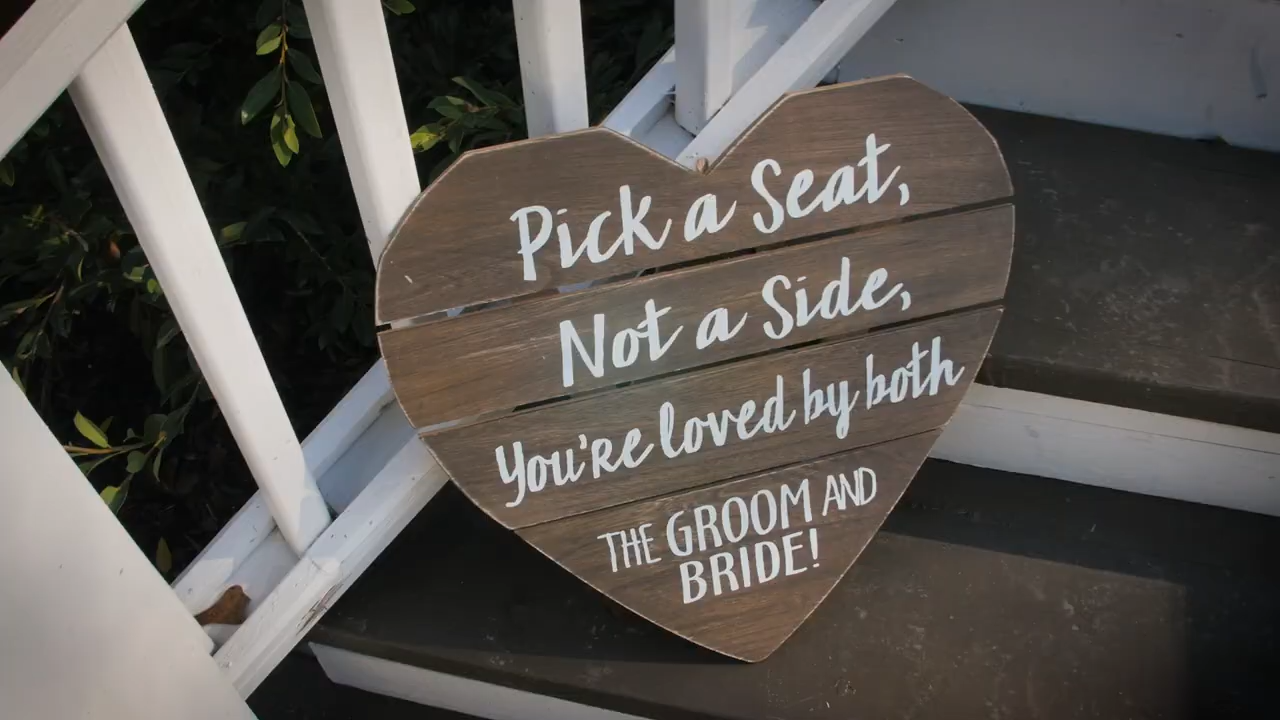 Pick a Seat,
Not a Side,
You're loved by both
THE GROOM AND
BRIDE!